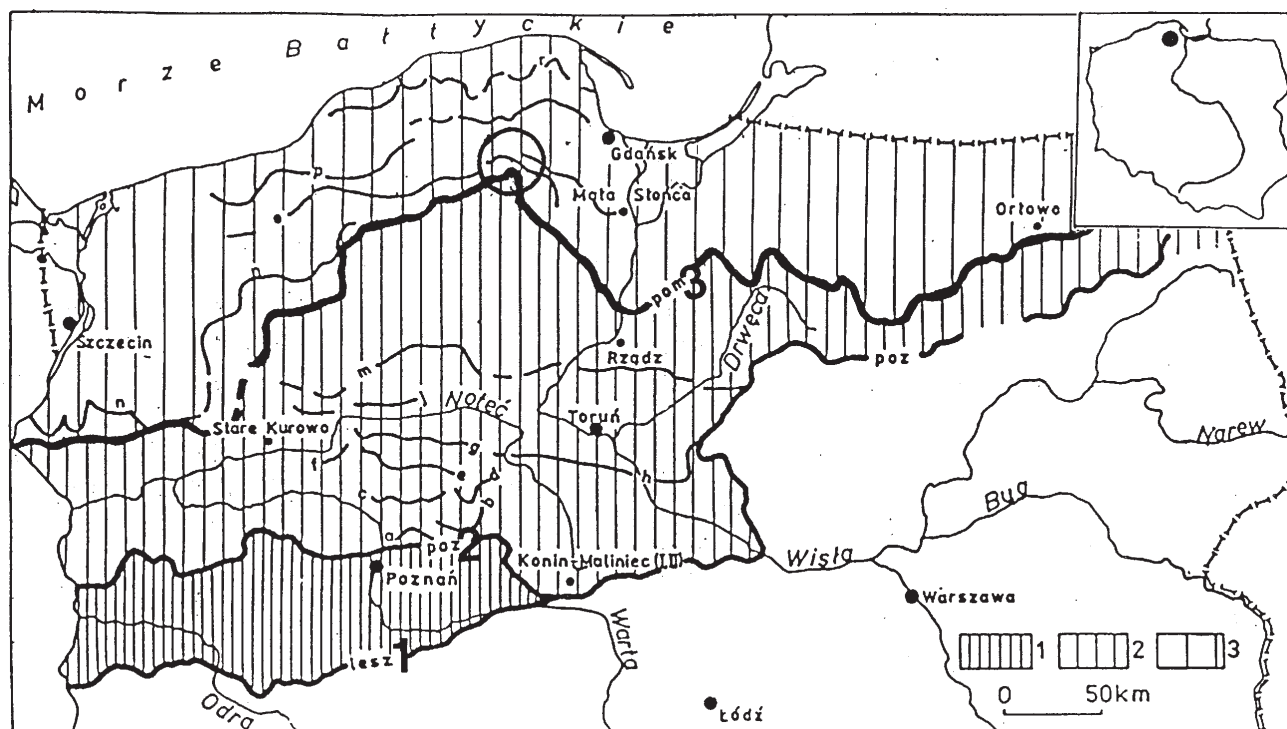 Morze Bałtyckie
r
Gdańsk
p
Mała Słońca
Ortowo
n
pom 3
Drwęca
Szczecin
Rządz
poz
m
n
l
Noteć
Stare Kurowo
Toruń
Narew
f
g
h
e
d
c
b
Bug
a
poz 2
Konin-Maliniec (I,II)
Wisła
Poznań
Warszawa
lesz 1
Warta
1 2 3
0 50km
Odra
Łódź